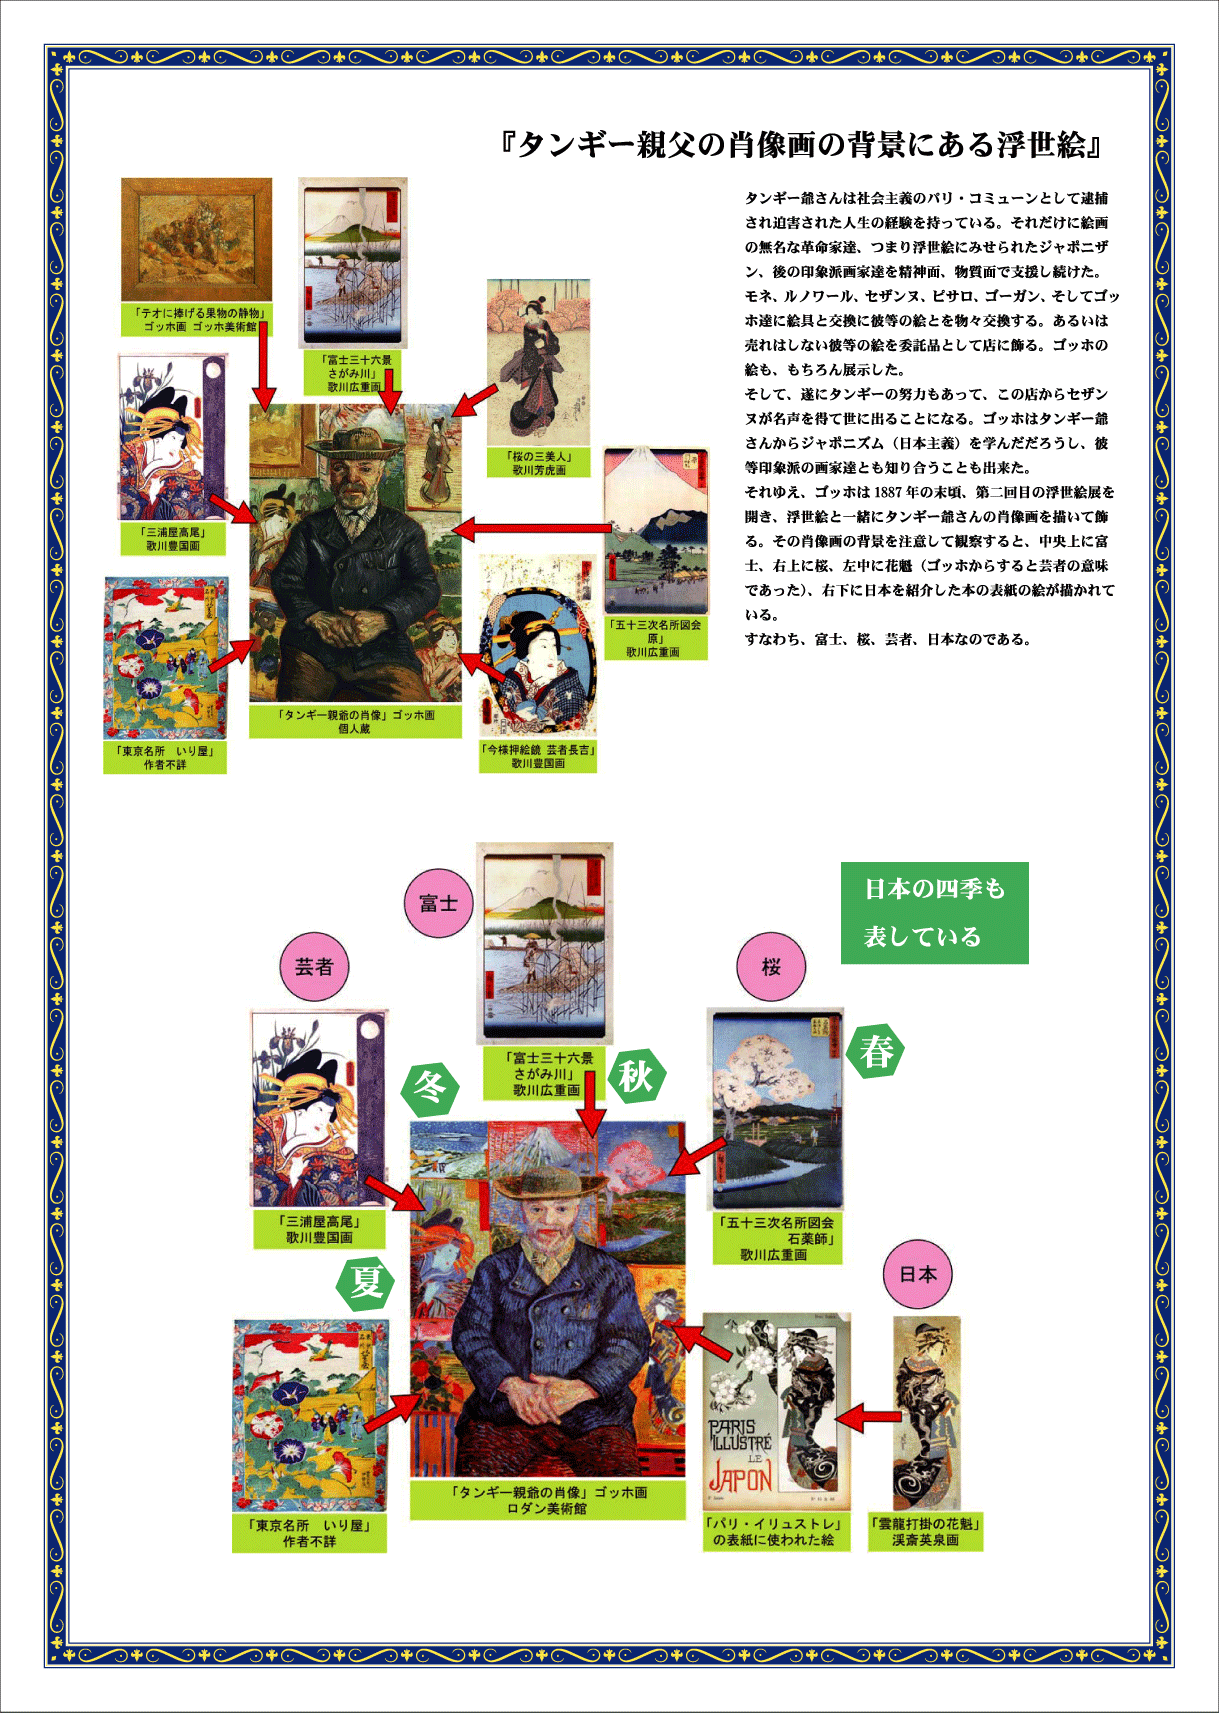 『タンギー親父の肖像画の背景にある浮世絵』
タンギー爺さんは社会主義のパリ・コミューンとして逮捕
され迫害された人生の経験を持っている。それだけに絵画
の無名な革命家達、つまり浮世絵にみせられたジャポニザ
ン、後の印象派画家達を精神面、物質面で支援し続けた。
モネ、ルノワール、セザンヌ、ピサロ、ゴーガン、そしてゴッ
ホ達に絵具と交換に彼等の絵とを物々交換する。あるいは
売れはしない彼等の絵を委託品として店に飾る。ゴッホの
絵も、もちろん展示した。
そして、遂にタンギーの努力もあって、この店からセザン
ヌが名声を得て世に出ることになる。ゴッホはタンギー爺
さんからジャポニズム（日本主義）を学んだだろうし、彼
等印象派の画家達とも知り合うことも出来た。
それゆえ、ゴッホは 1887 年の末頃、第二回目の浮世絵展を
開き、浮世絵と一緒にタンギー爺さんの肖像画を描いて飾
る。その肖像画の背景を注意して観察すると、中央上に富
士、右上に桜、左中に花魁（ゴッホからすると芸者の意味
であった）、右下に日本を紹介した本の表紙の絵が描かれて
いる。
すなわち、富士、桜、芸者、日本なのである。
「テオに捧げる果物の静物」
ゴッホ画 ゴッホ美術館
「富士三十六景
さがみ川」
歌川広重画
「桜の三美人」
歌川芳虎画
「三浦屋高尾」
歌川豊国画
「五十三次名所図会
原」
歌川広重画
「東京名所　いり屋」
作者不詳
「タンギー親爺の肖像」ゴッホ画
個人蔵
「今様押絵鏡 芸者長吉」
歌川豊国画
日本の四季も
表している
富士
芸者
桜
春
「富士三十六景
さがみ川」
歌川広重画
冬
秋
「三浦屋高尾」
歌川豊国画
「五十三次名所図会
石薬師」
歌川広重画
夏
日本
PARIS
ILLUSTRÉ
LE
JAPON
「タンギー親爺の肖像」ゴッホ画
ロダン美術館
「東京名所　いり屋」
作者不詳
「パリ・イリュストレ」
の表紙に使われた絵
「雲龍打掛の花魁」
渓斎英泉画